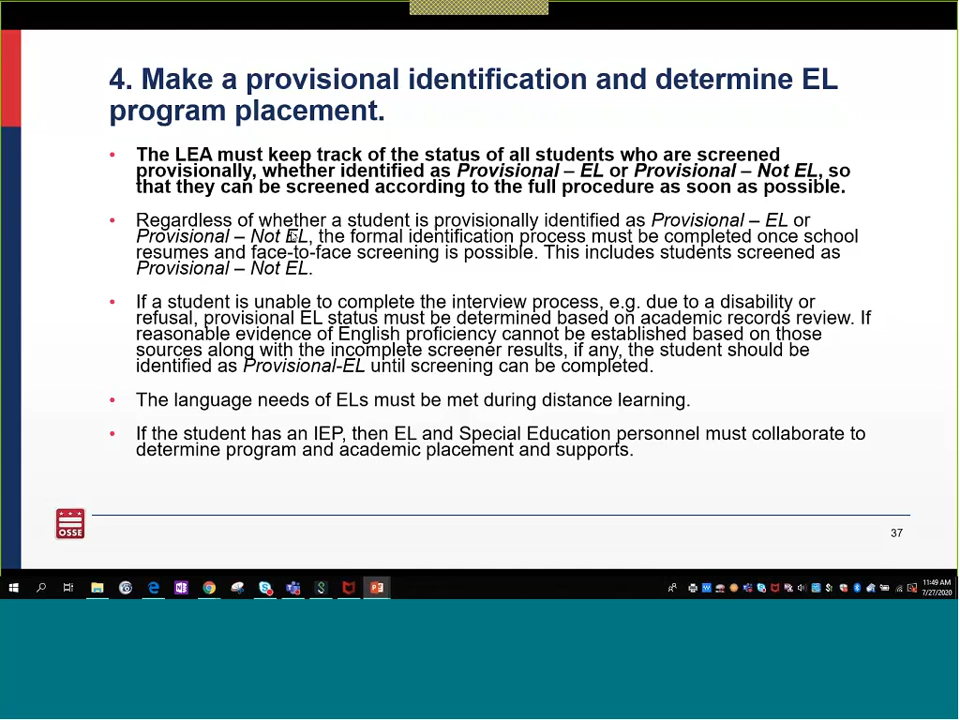 4. Make a provisional identification and determine EL
program placement.
• The LEA must keep track of the status of all students who are screened
provisionally, whether identified as Provisional – EL or Provisional – Not EL, so
that they can be screened according to the full procedure as soon as possible.
• Regardless of whether a student is provisionally identified as Provisional – EL or
Provisional – Not EL, the formal identification process must be completed once school
resumes and face-to-face screening is possible. This includes students screened as
Provisional – Not EL.
• If a student is unable to complete the interview process, e.g. due to a disability or
refusal, provisional EL status must be determined based on academic records review. If
reasonable evidence of English proficiency cannot be established based on those
sources along with the incomplete screener results, if any, the student should be
identified as Provisional-EL until screening can be completed.
• The language needs of ELs must be met during distance learning.
• If the student has an IEP, then EL and Special Education personnel must collaborate to
determine program and academic placement and supports.
OSSE
37
11:49 AM
7/27/2020